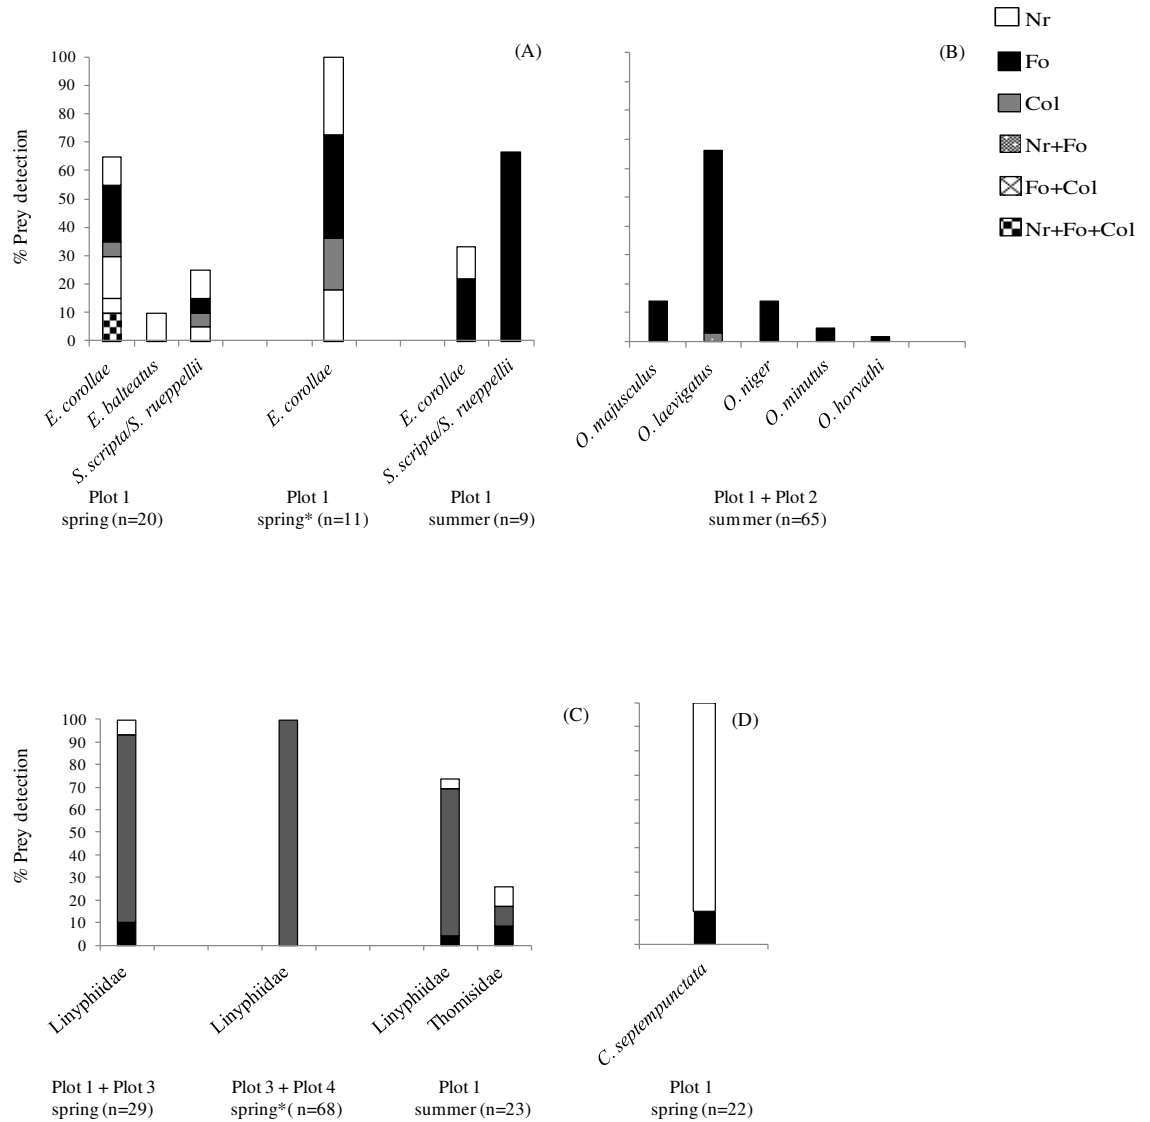 Nr
Fo
Col
Nr+Fo
Fo+Col
Nr+Fo+Col
(A)
% Prey detection
100
90
80
70
60
50
40
30
20
10
0
E. corollae
E. balteatus
S. scripta/S. rueppellii
E. corollae
E. corollae
S. scripta/S. rueppellii
Plot 1
spring (n=20)
Plot 1
spring* (n=11)
Plot 1
summer (n=9)
(B)
O. majusculus
O. laevigatus
O. niger
O. minutus
O. horvathi
Plot 1 + Plot 2
summer (n=65)
(C)
% Prey detection
100
90
80
70
60
50
40
30
20
10
0
Linyphiidae
Linyphiidae
Linyphiidae
Thomisidae
Plot 1 + Plot 3
spring (n=29)
Plot 3 + Plot 4
spring* ( n=68)
Plot 1
summer (n=23)
(D)
C. septempunctata
Plot 1
spring (n=22)